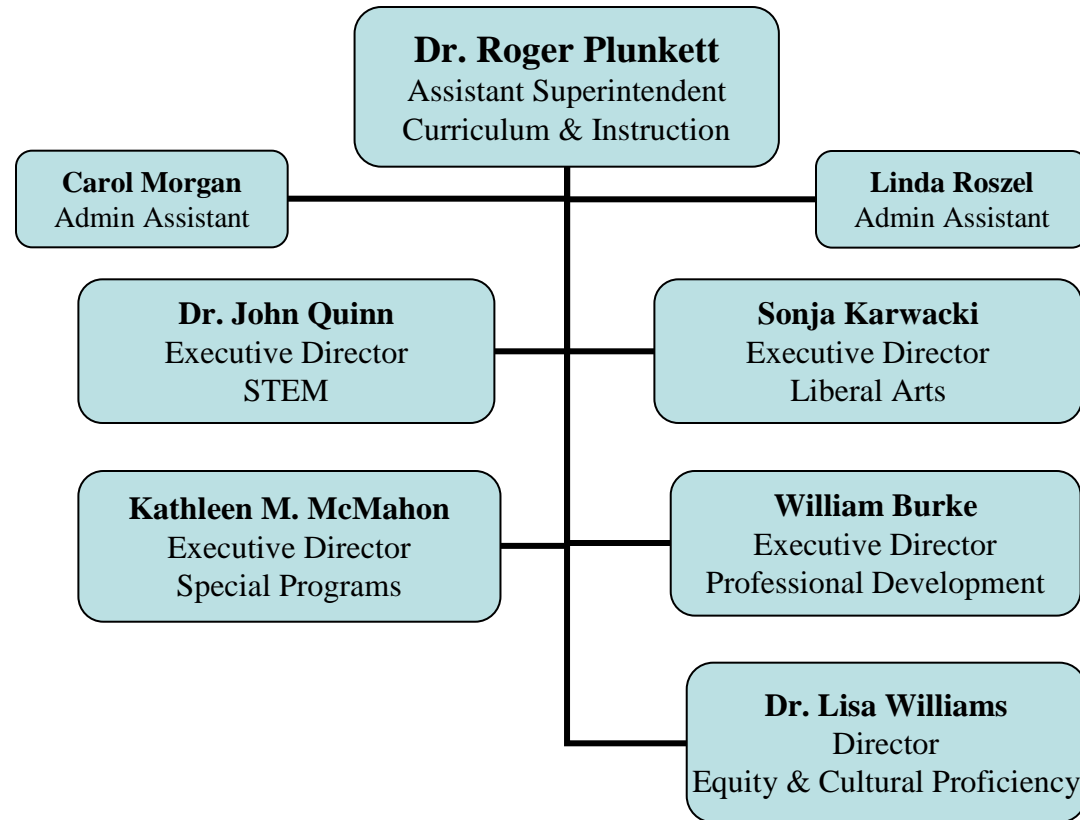 Dr. Roger Plunkett
Assistant Superintendent
Curriculum & Instruction
Carol Morgan
Admin Assistant
Linda Roszel
Admin Assistant
Dr. John Quinn
Executive Director
STEM
Sonja Karwacki
Executive Director
Liberal Arts
Kathleen M. McMahon
Executive Director
Special Programs
William Burke
Executive Director
Professional Development
Dr. Lisa Williams
Director
Equity & Cultural Proficiency